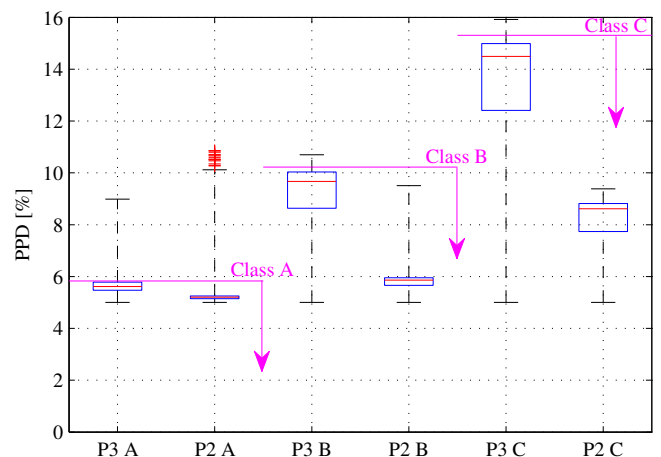 16
14
12
10
8
6
4
2
0
PPD [%]
Class A
Class B
Class C
P3 A
P2 A
P3 B
P2 B
P3 C
P2 C